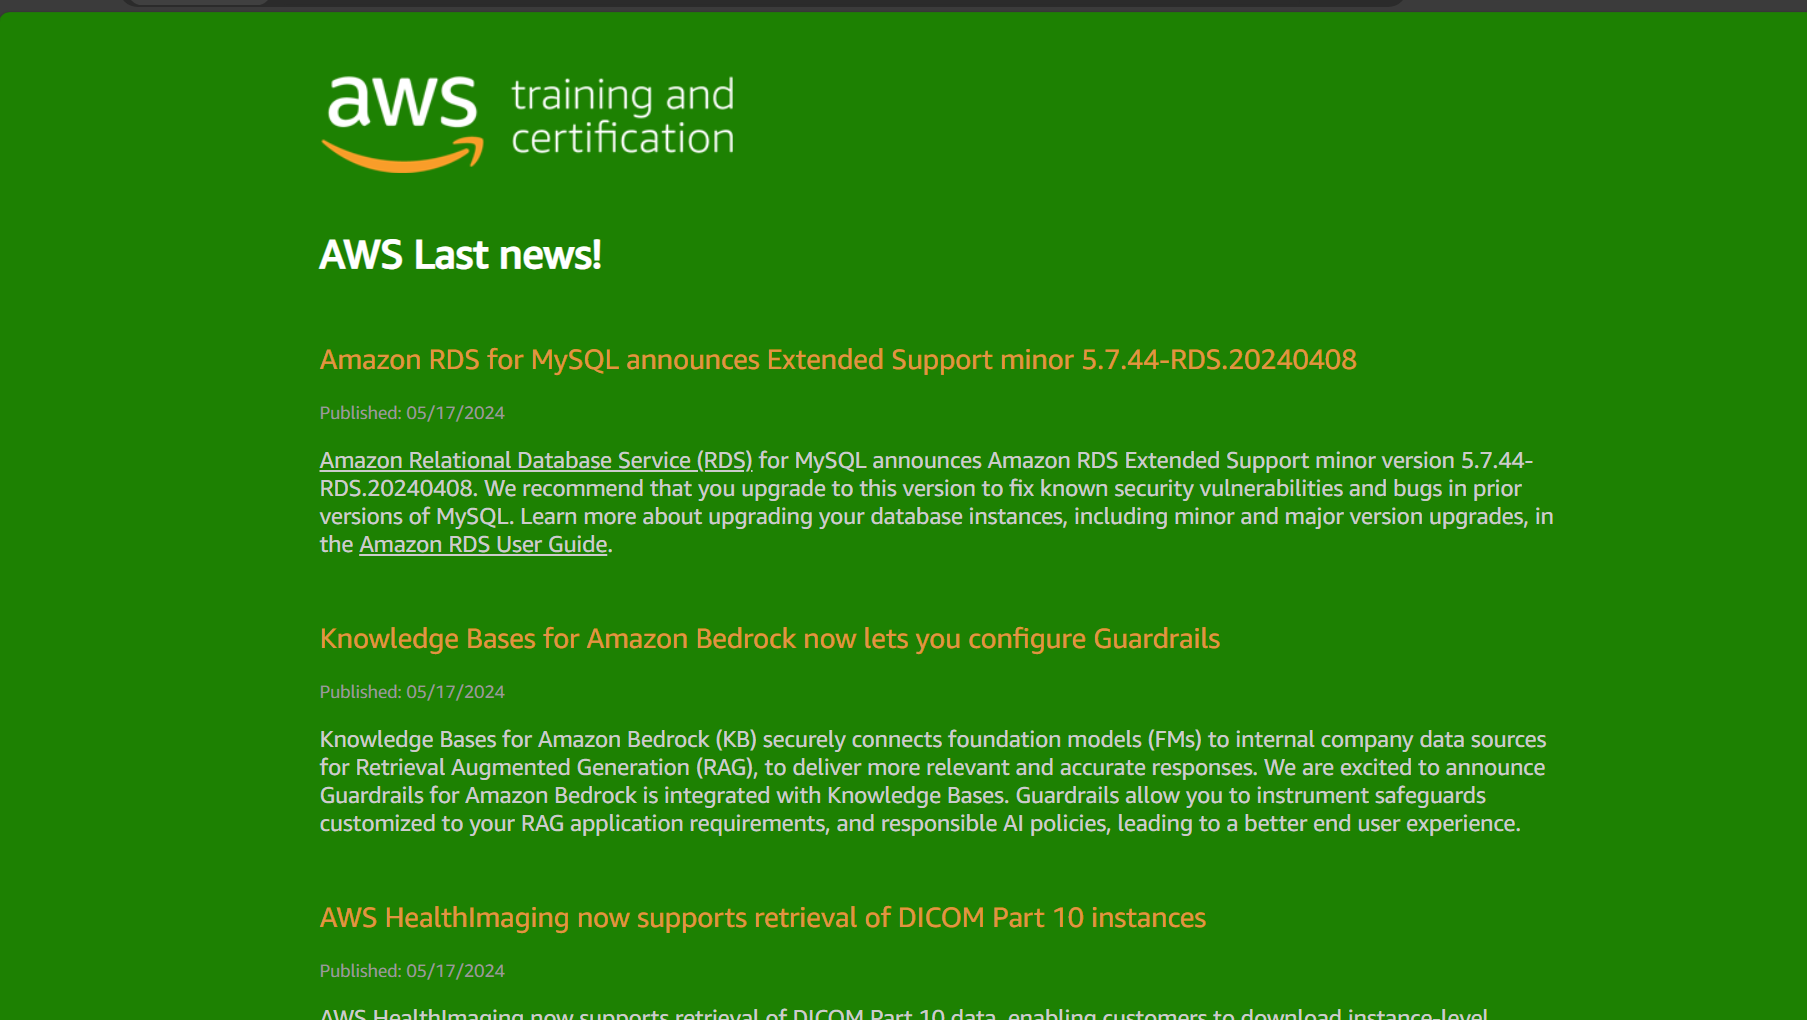 aws training and
certification
AWS Last news!
Amazon RDS for MySQL announces Extended Support minor 5.7.44-RDS.20240408
Published: 05/17/2024
Amazon Relational Database Service (RDS) for MySQL announces Amazon RDS Extended Support minor version 5.7.44-
RDS.20240408. We recommend that you upgrade to this version to fix known security vulnerabilities and bugs in prior
versions of MySQL. Learn more about upgrading your database instances, including minor and major version upgrades, in
the Amazon RDS User Guide.
Knowledge Bases for Amazon Bedrock now lets you configure Guardrails
Published: 05/17/2024
Knowledge Bases for Amazon Bedrock (KB) securely connects foundation models (FMs) to internal company data sources
for Retrieval Augmented Generation (RAG), to deliver more relevant and accurate responses. We are excited to announce
Guardrails for Amazon Bedrock is integrated with Knowledge Bases. Guardrails allow you to instrument safeguards
customized to your RAG application requirements, and responsible AI policies, leading to a better end user experience.
AWS HealthImaging now supports retrieval of DICOM Part 10 instances
Published: 05/17/2024
AWS HealthImaging now supports retrieval of DICOM Part 10 data, enabling customers to download instance-level